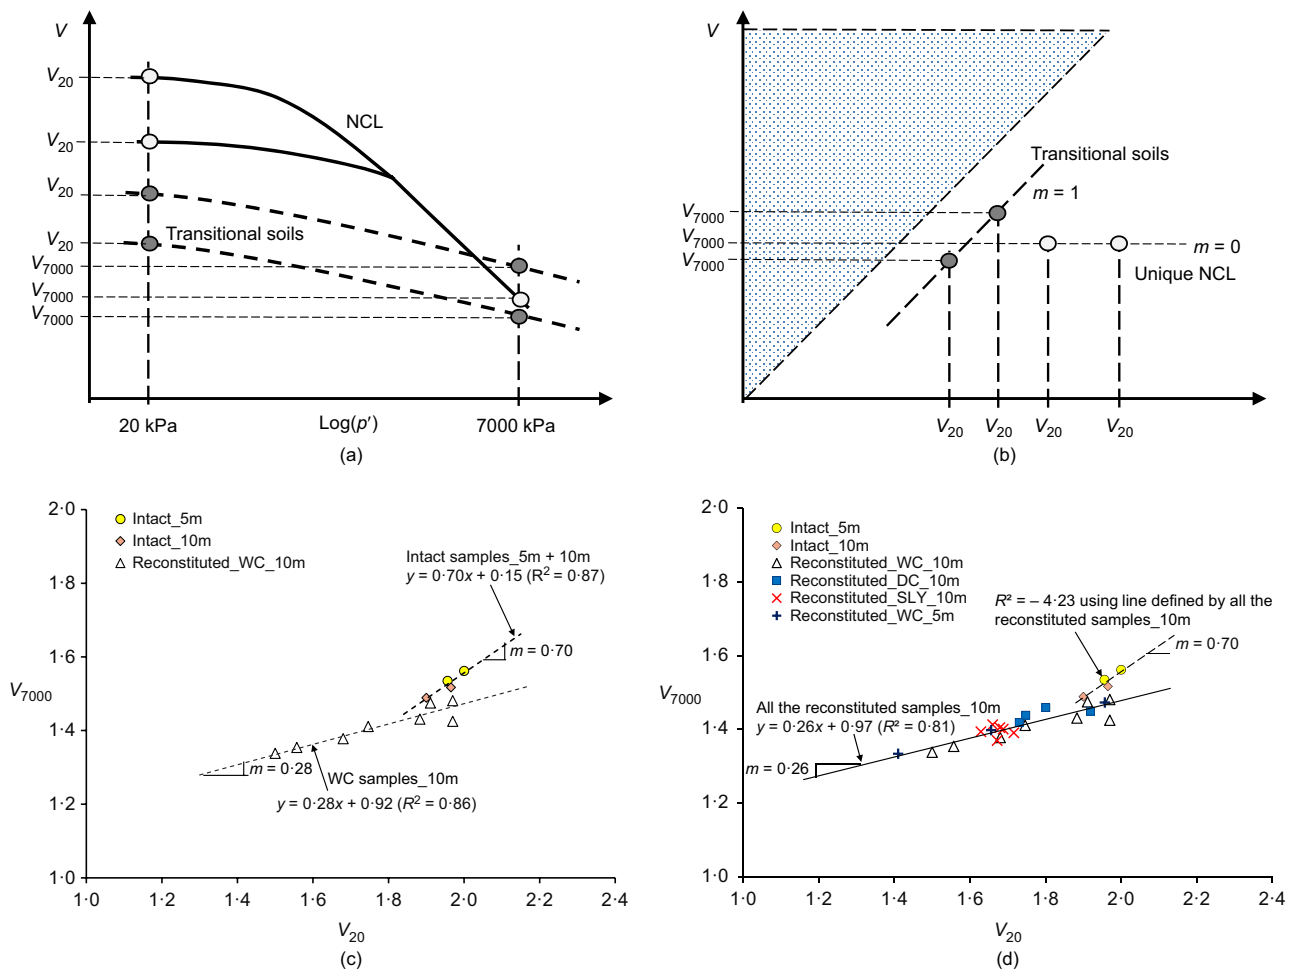 V
V20
NCL
V20
V20
Transitional soils
V20
V7000
V7000
V7000
20 kPa
Log(p′)
7000 kPa
(a)
V
Transitional soils
m = 1
V7000
V7000
m = 0
V7000
Unique NCL
V20
V20
V20
V20
(b)
2·0
1·8
1·6
V7000
1·4
1·2
1·0
Intact_5m
Intact_10m
Reconstituted_WC_10m
Intact samples_5m + 10m
y = 0·70x + 0·15 (R² = 0·87)
m = 0·70
m = 0·28
WC samples_10m
y = 0·28x + 0·92 (R² = 0·86)
1·0
1·2
1·4
1·6
1·8
2·0
2·2
2·4
V20
(c)
2·0
1·8
1·6
V7000
1·4
1·2
1·0
Intact_5m
Intact_10m
Reconstituted_WC_10m
Reconstituted_DC_10m
Reconstituted_SLY_10m
Reconstituted_WC_5m
R² = – 4·23 using line defined by all the
reconstituted samples_10m
m = 0·70
All the reconstituted samples_10m
y = 0·26x + 0·97 (R² = 0·81)
m = 0·26
1·0
1·2
1·4
1·6
1·8
2·0
2·2
2·4
V20
(d)